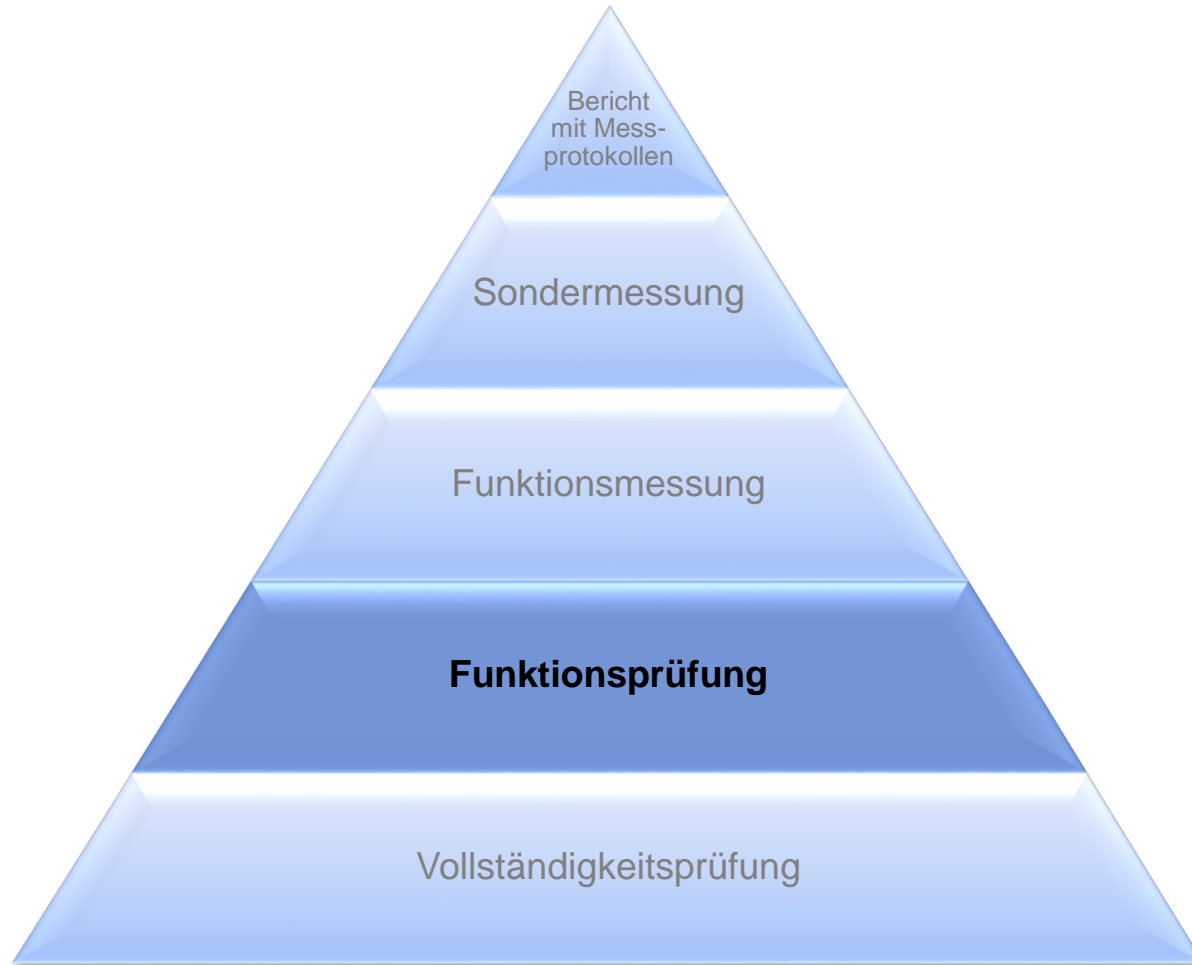 Bericht
mit Mess-
protokollen
Sondermessung
Funktionsmessung
Funktionsprüfung
Vollständigkeitsprüfung